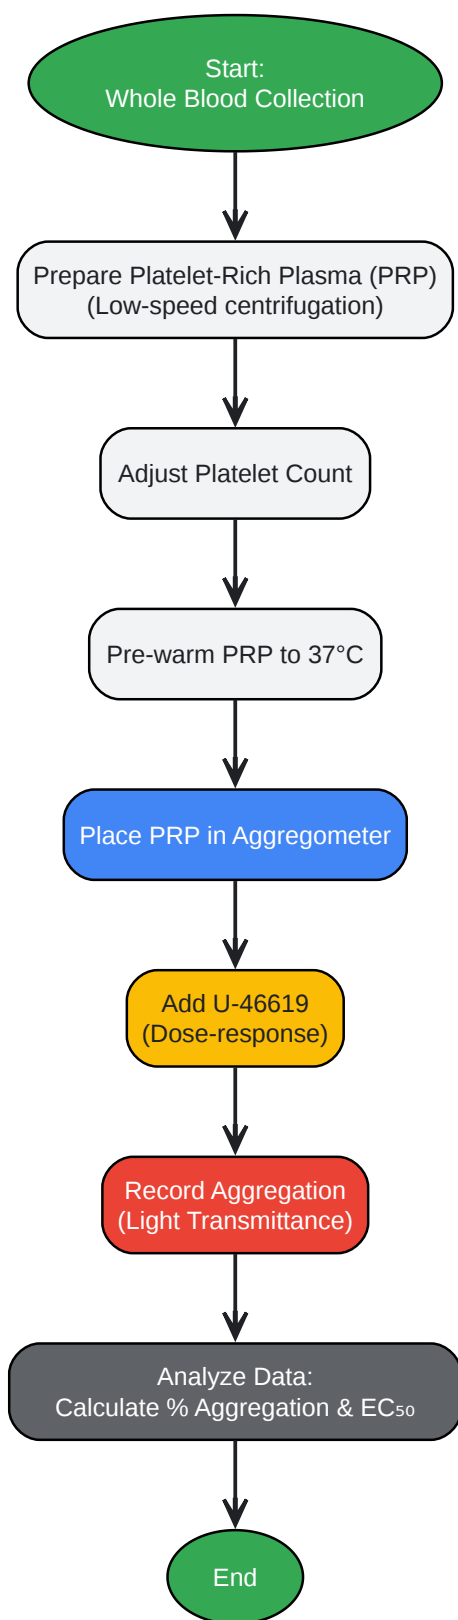 Start:
Whole Blood Collection
Prepare Platelet-Rich Plasma (PRP)
(Low-speed centrifugation)
Adjust Platelet Count
Pre-warm PRP to 37°C
Place PRP in Aggregometer
Add U-46619
(Dose-response)
Record Aggregation
(Light Transmittance)
Analyze Data:
Calculate % Aggregation & EC₅₀
End